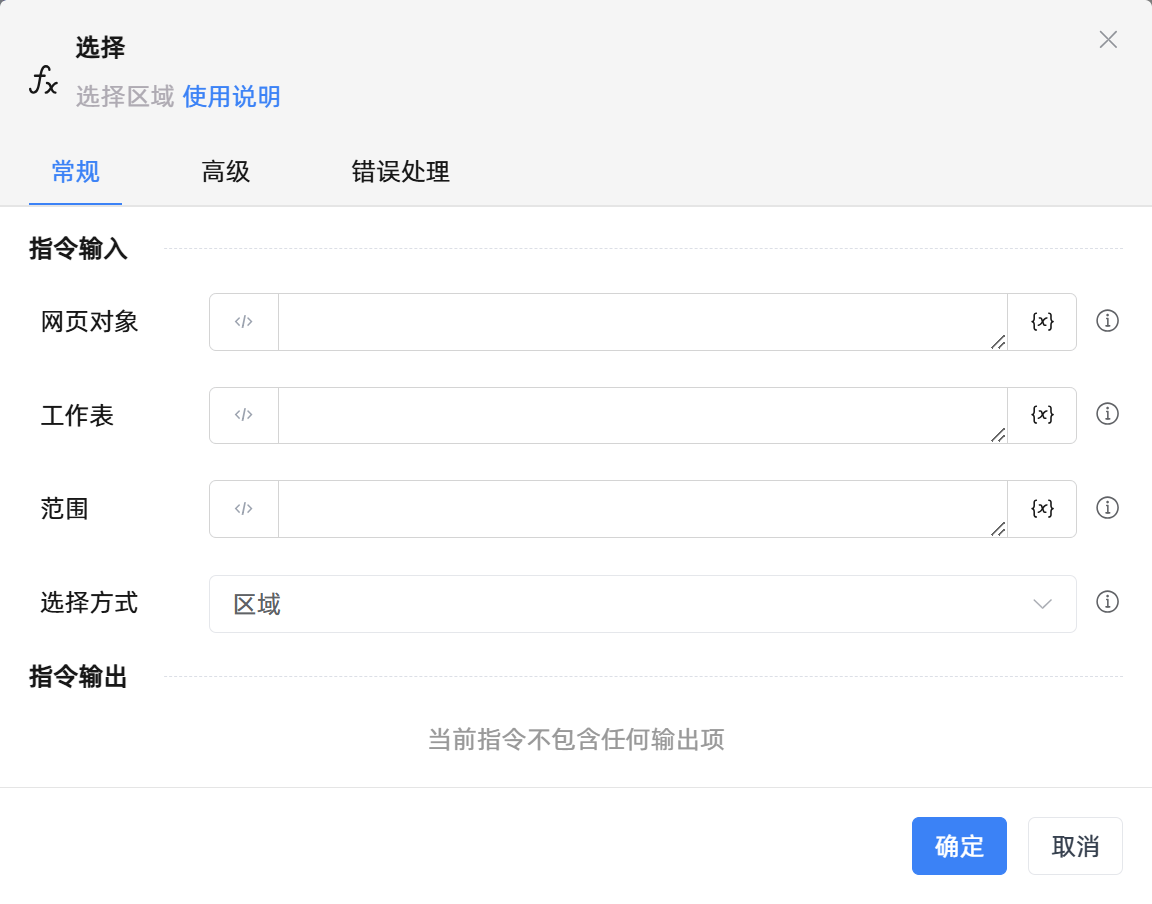 选择
选择区域 使用说明
常规 高级 错误处理
指令输入
网页对象 </> {x}
工作表 </> {x}
范围 </> {x}
选择方式 区域
指令输出
当前指令不包含任何输出项
确定 取消